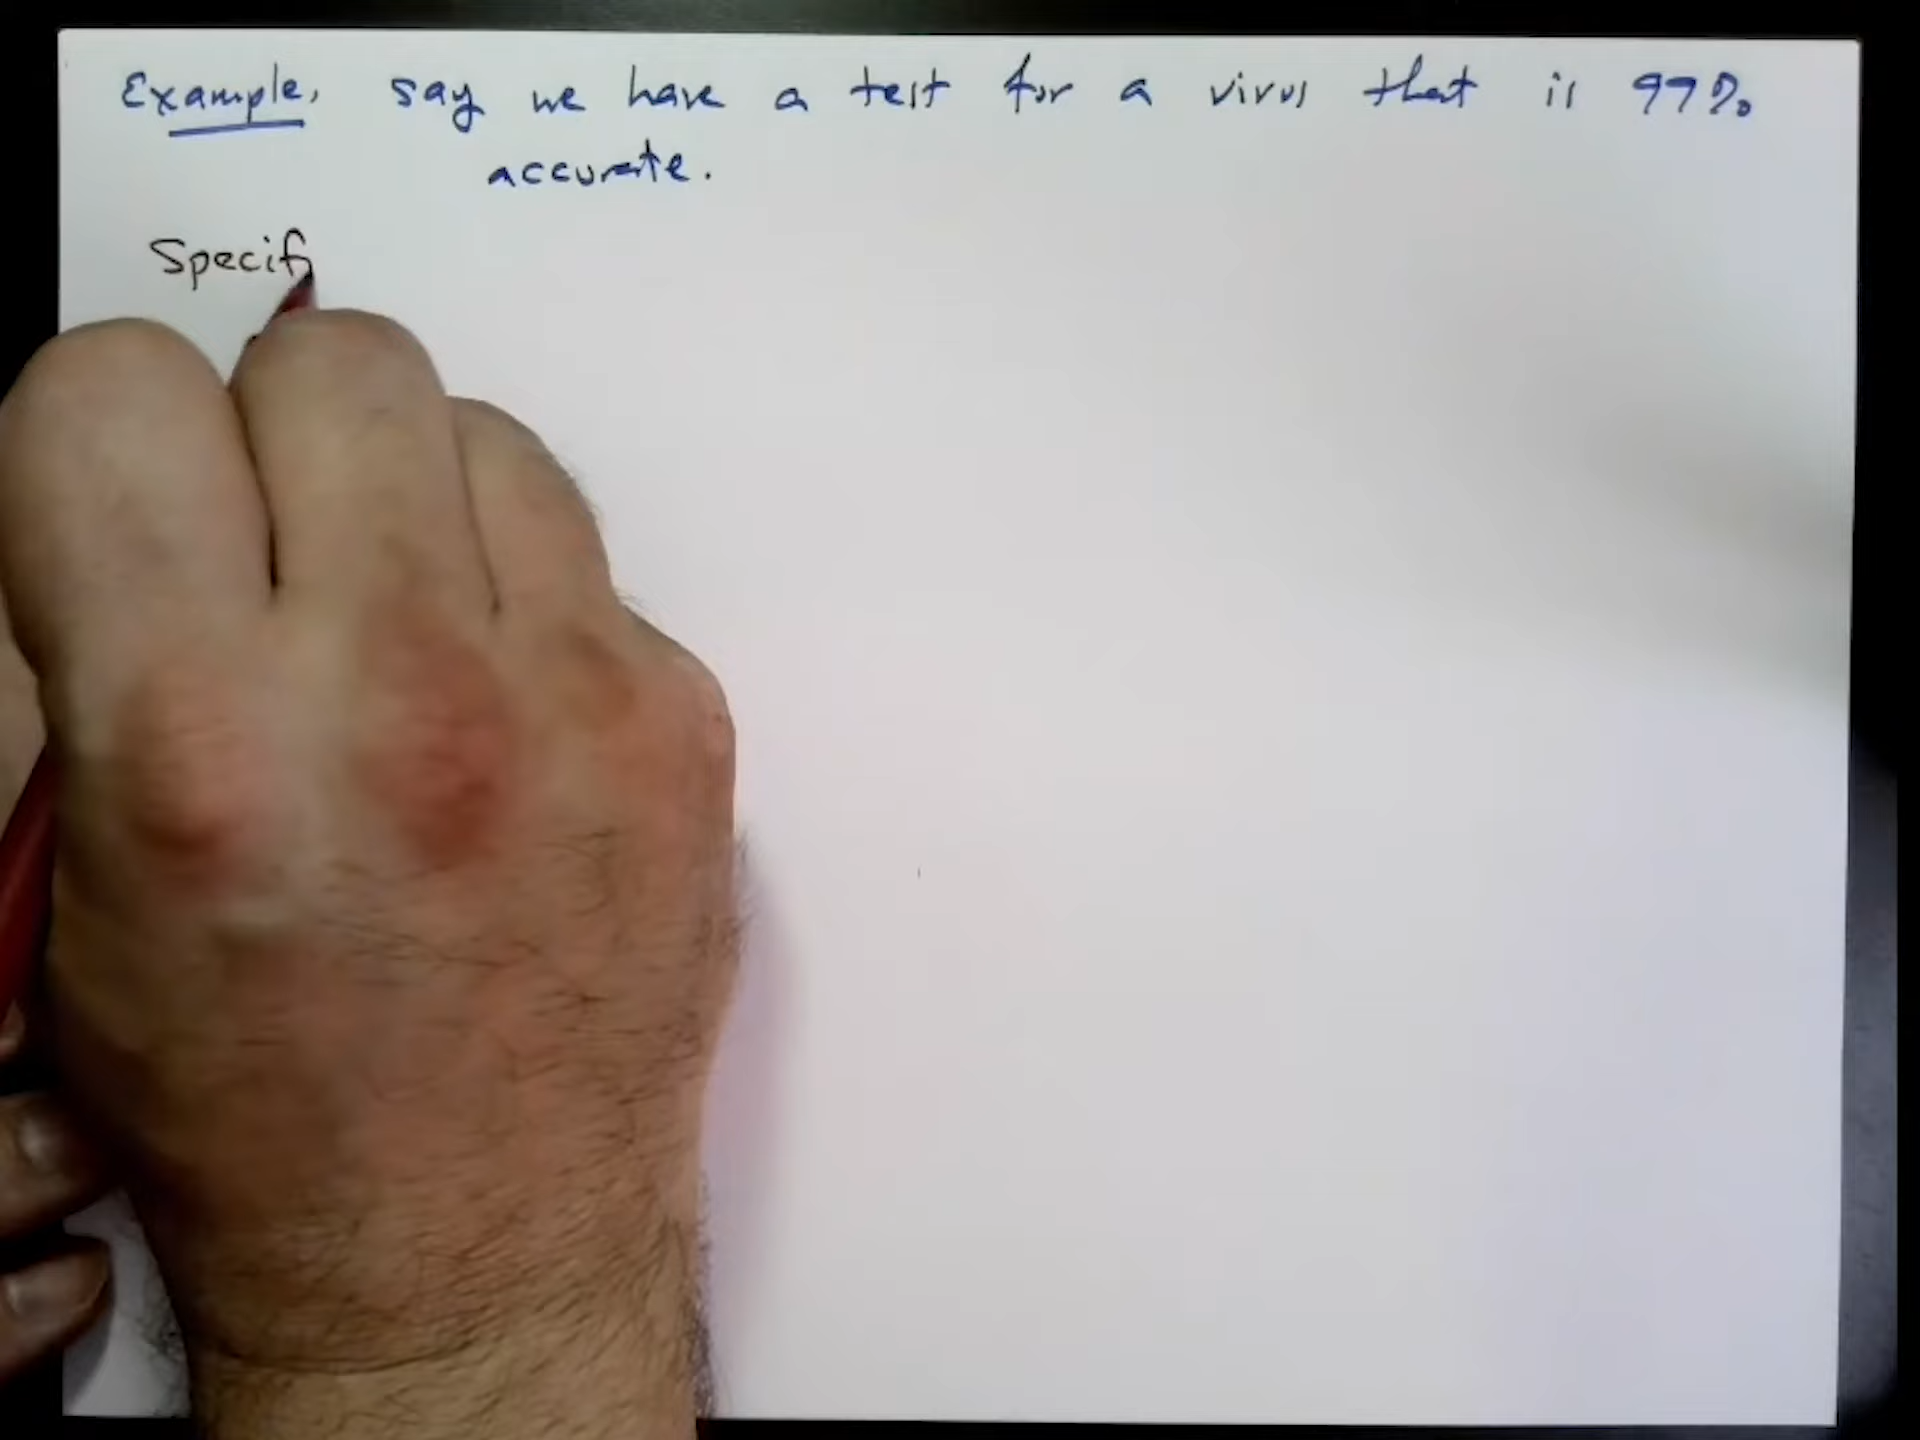 Example, say we have a test for a virus that is 99%
accurate.
Specif